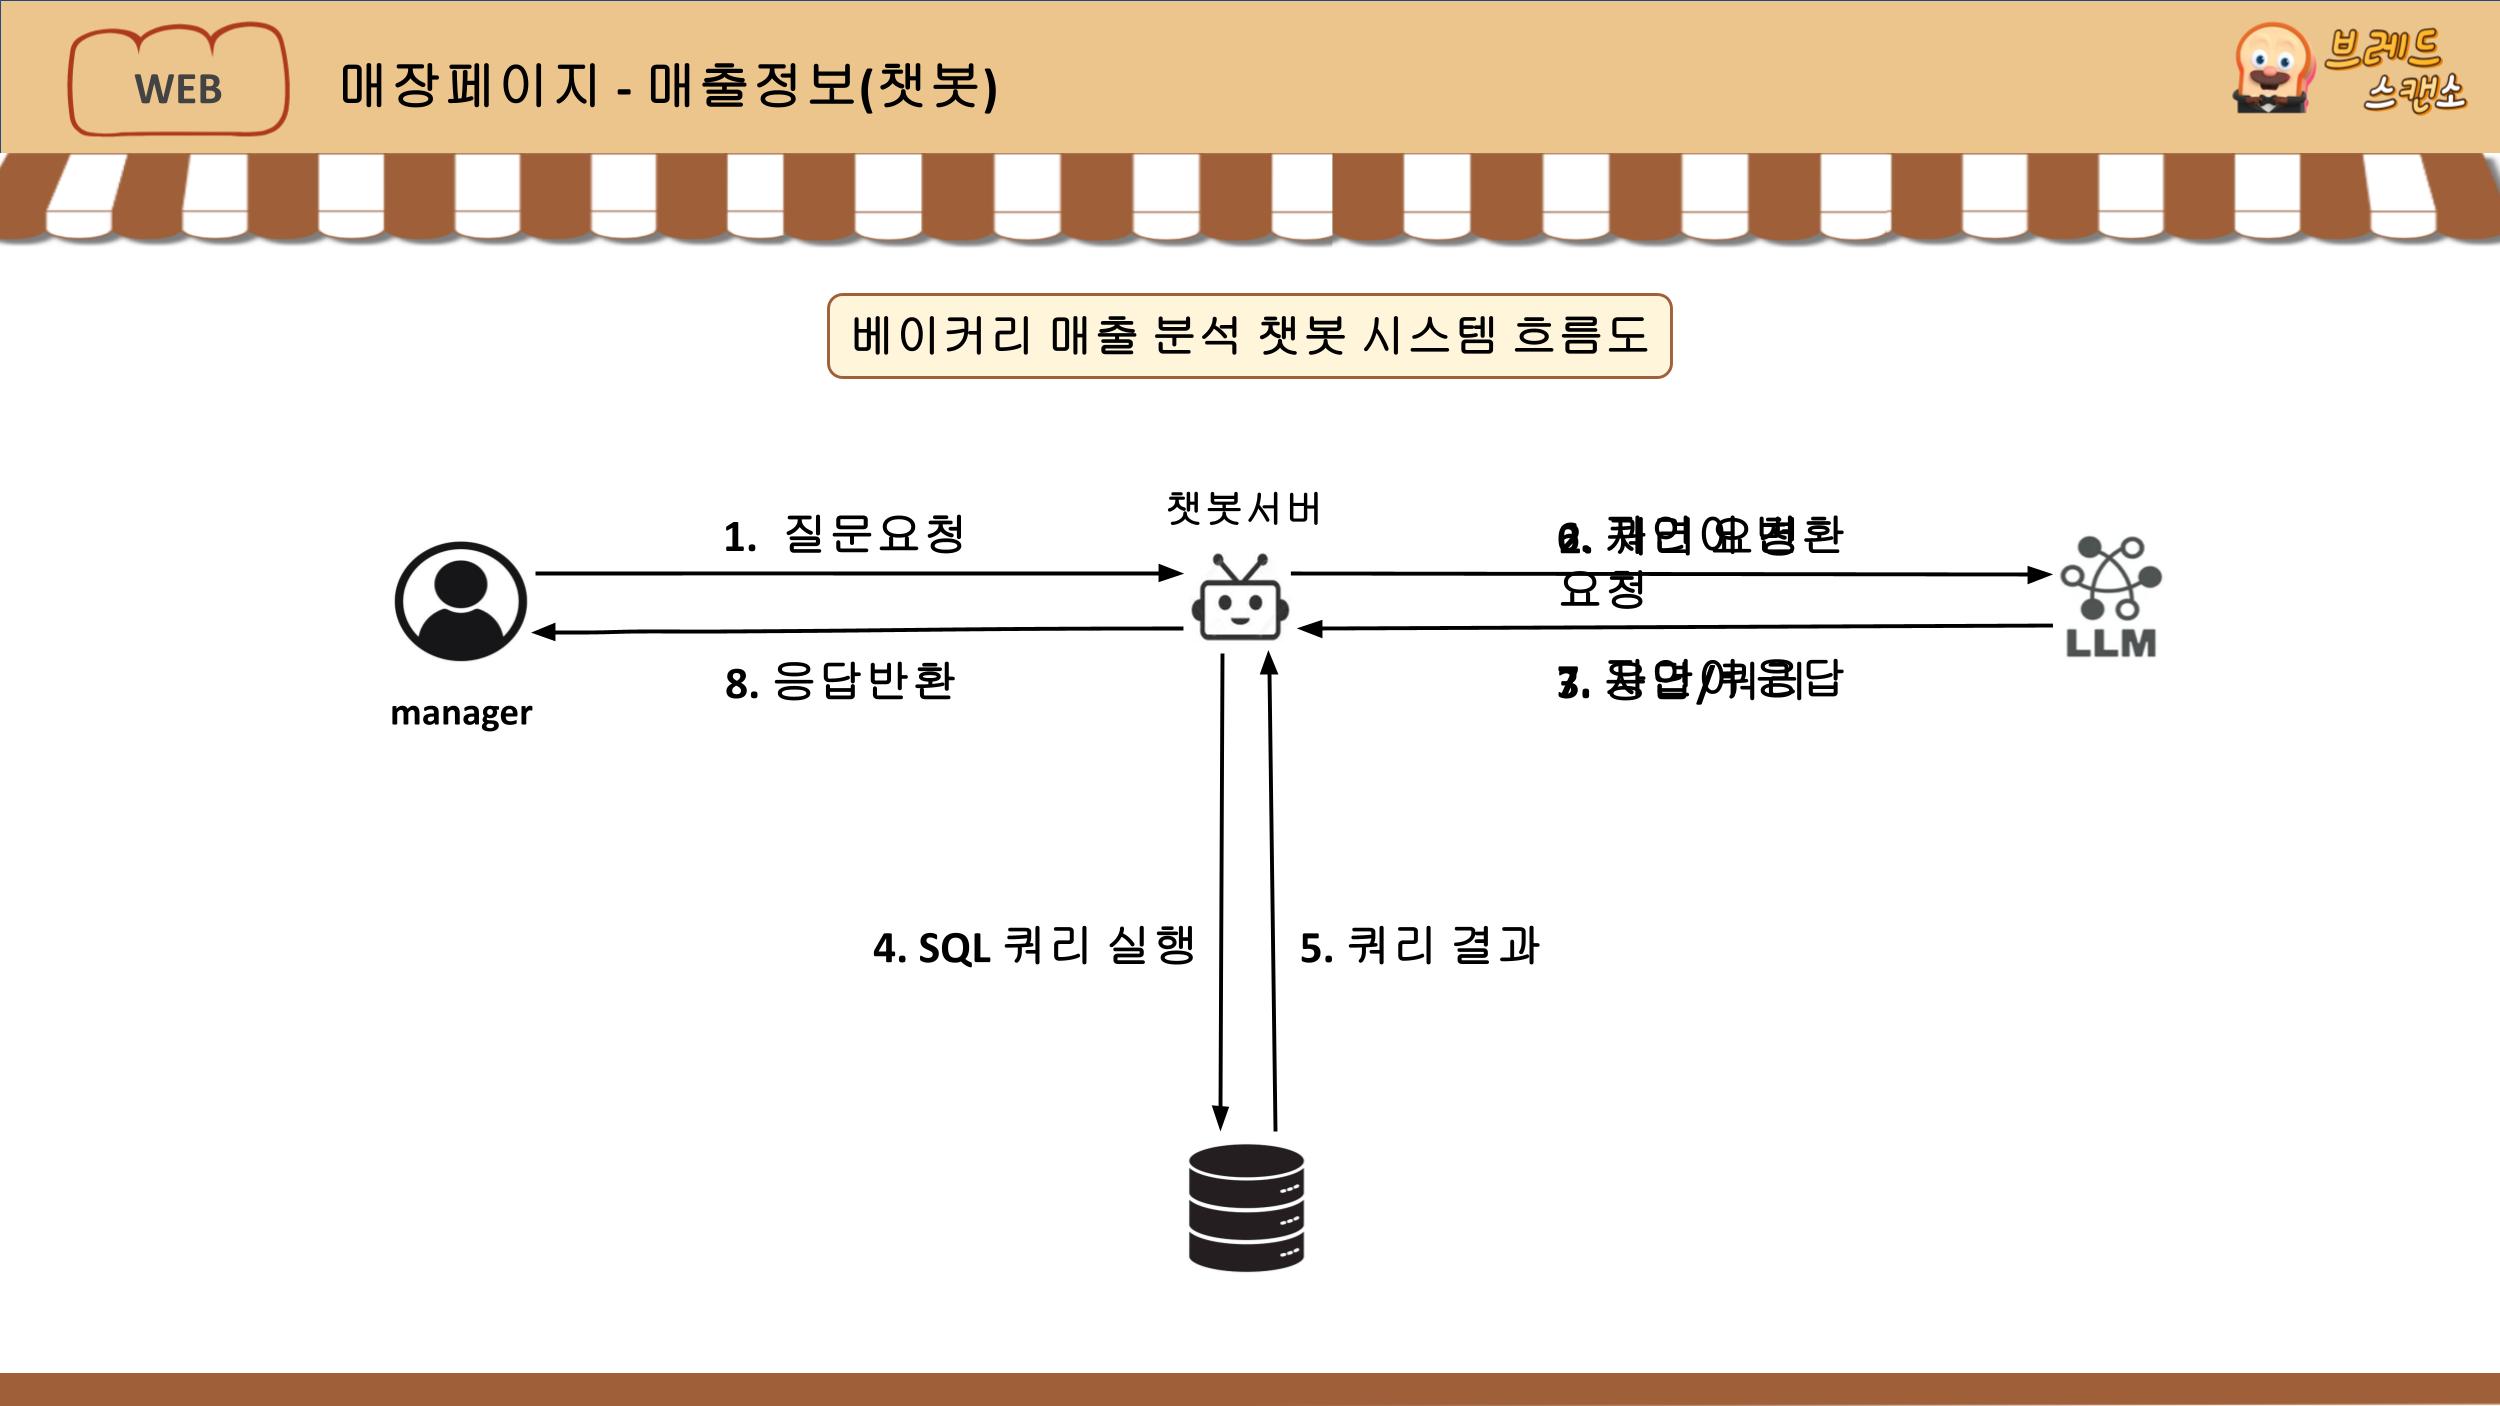 WEB
매장페이지 - 매출정보(챗봇)
브레드
스캔소
베이커리 매출 분석 챗봇 시스템 흐름도
챗봇서버
1. 질문요청
요청
LLM
8. 응답반환
manager
4. SQL 쿼리 실행
5. 쿼리 결과